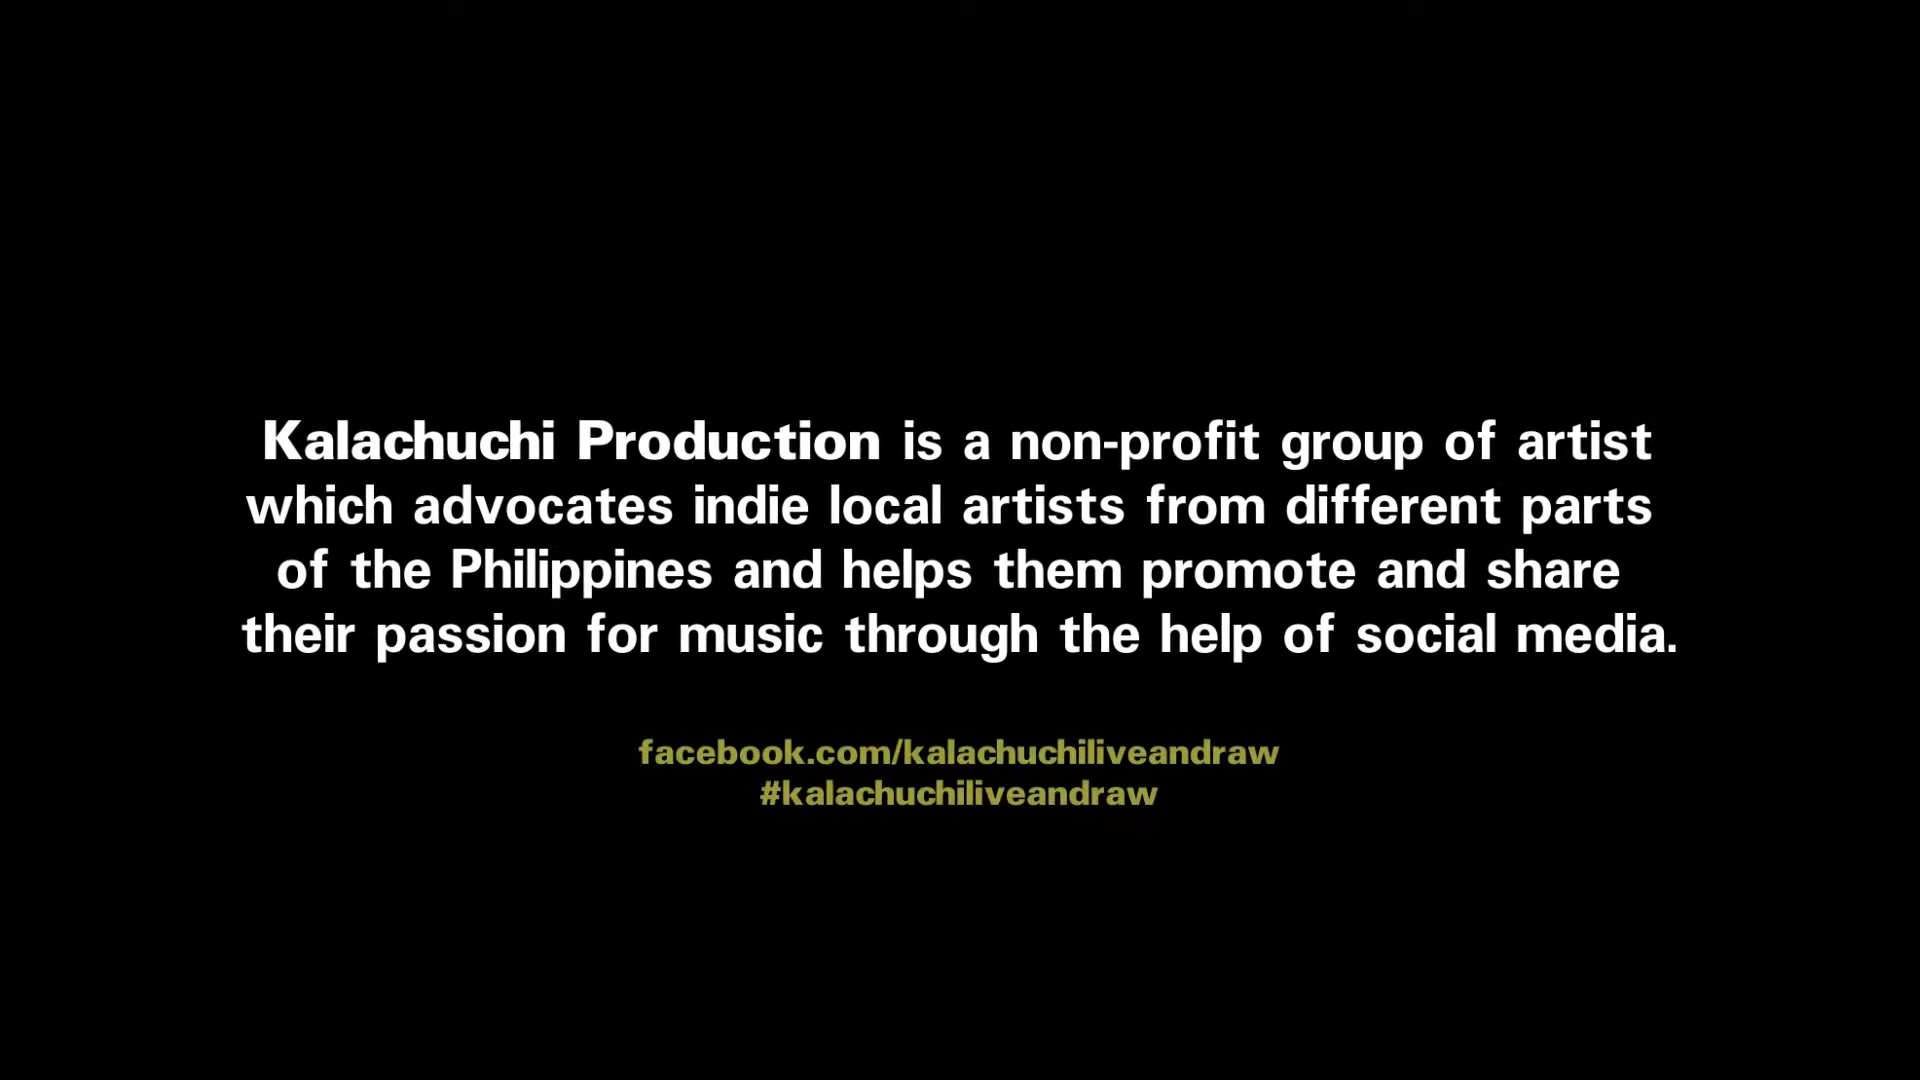 Kalachuchi Production is a non-profit group of artist
which advocates indie local artists from different parts
of the Philippines and helps them promote and share
their passion for music through the help of social media.
facebook.com/kalachuchiliveandraw
#kalachuchiliveandraw